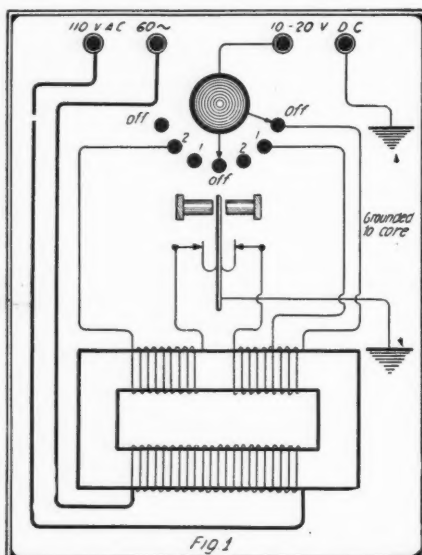 110 V AC 60~ 10-20 V DC
off off
2 1 2 1
off
Grounded
to core
Fig 1